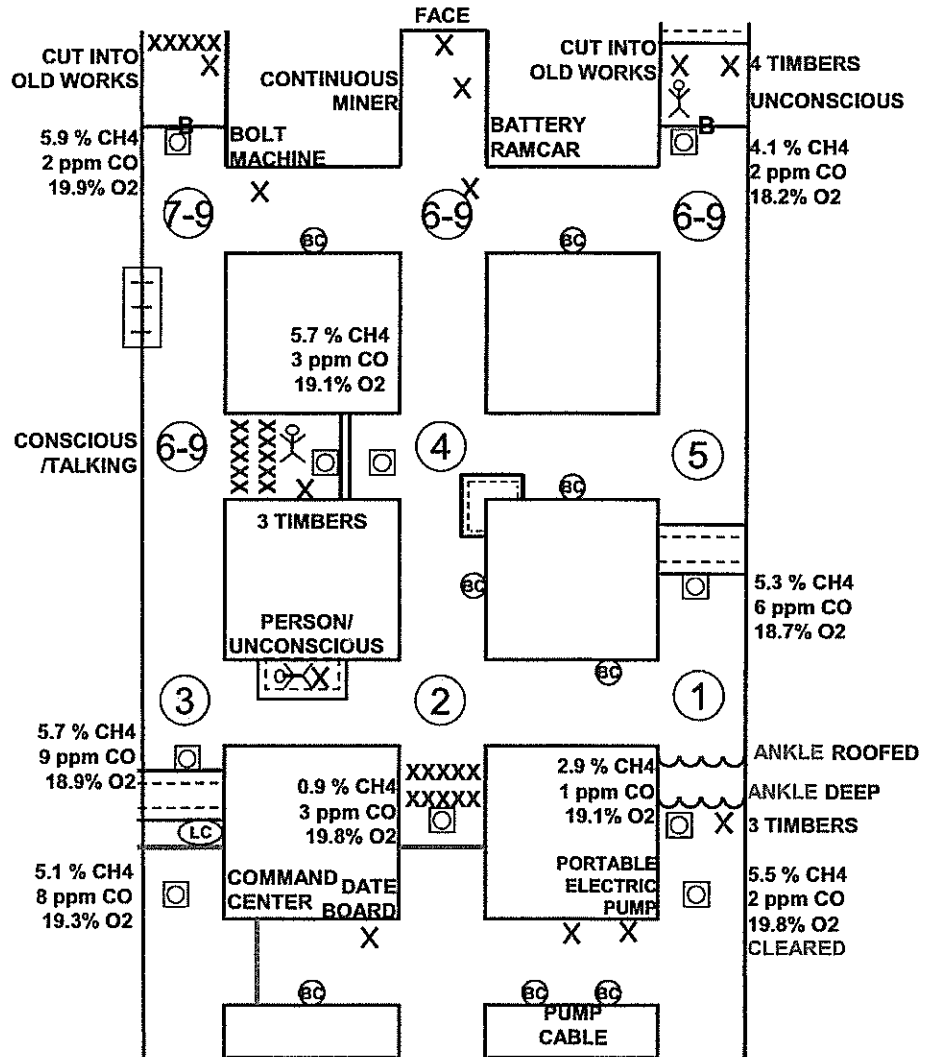 FACE
XXXXX
X
CUT INTO
OLD WORKS
X
CONTINUOUS
MINER
X
CUT INTO
OLD WORKS
X X
4 TIMBERS
UNCONSCIOUS
5.9 % CH4
2 ppm CO
19.9% O2
B
BOLT
MACHINE
BATTERY
RAMCAR
B
4.1 % CH4
2 ppm CO
18.2% O2
X
X
7-9
6-9
6-9
BC
BC
5.7 % CH4
3 ppm CO
19.1% O2
CONSCIOUS
/TALKING
6-9
XXXXX
XXXXX
X
4
5
3 TIMBERS
BC
BC
5.3 % CH4
6 ppm CO
18.7% O2
PERSON/
UNCONSCIOUS
X
BC
3
2
1
5.7 % CH4
9 ppm CO
18.9% O2
0.9 % CH4
3 ppm CO
19.8% O2
XXXXX
XXXXX
2.9 % CH4
1 ppm CO
19.1% O2
ANKLE ROOFED
ANKLE DEEP
X
3 TIMBERS
LC
5.1 % CH4
8 ppm CO
19.3% O2
COMMAND
CENTER
DATE
BOARD
X
PORTABLE
ELECTRIC
PUMP
X X
5.5 % CH4
2 ppm CO
19.8% O2
CLEARED
BC
BC
BC
PUMP
CABLE